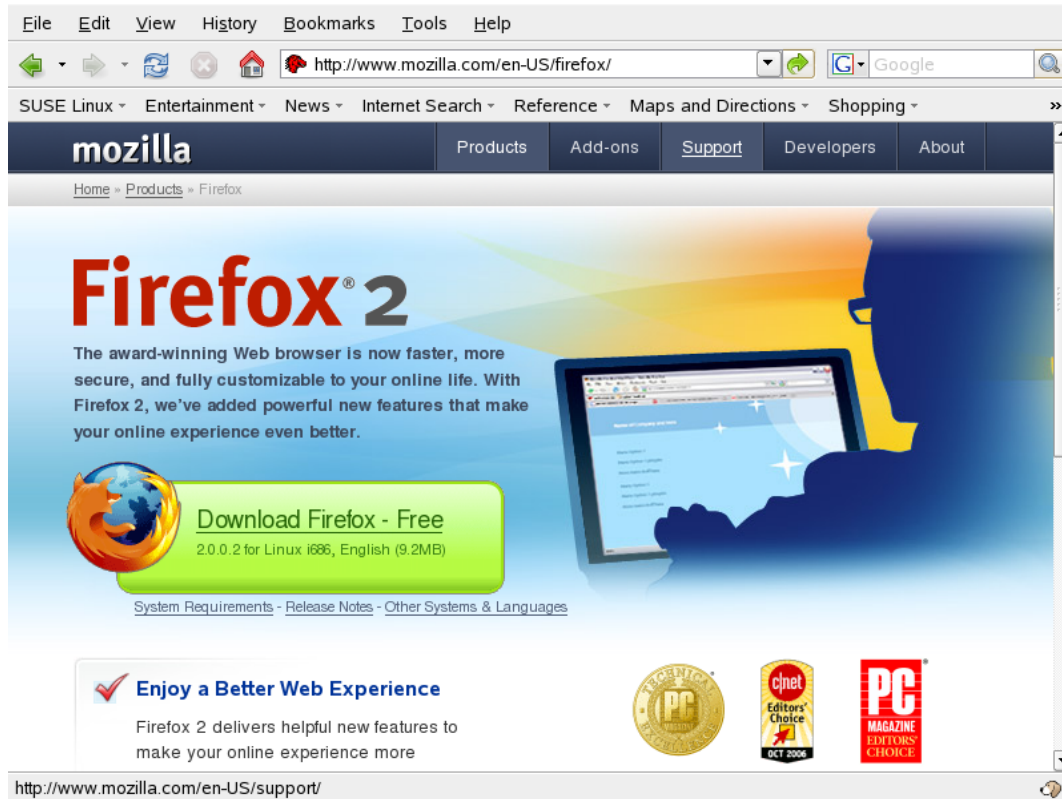 File Edit View History Bookmarks Tools Help
http://www.mozilla.com/en-US/firefox/ G Google
SUSE Linux Entertainment News Internet Search Reference Maps and Directions Shopping »
mozilla Products Add-ons Support Developers About
Home » Products » Firefox
Firefox® 2
The award-winning Web browser is now faster, more
secure, and fully customizable to your online life. With
Firefox 2, we've added powerful new features that make
your online experience even better.
Download Firefox - Free
2.0.0.2 for Linux i686, English (9.2MB)
System Requirements - Release Notes - Other Systems & Languages
Enjoy a Better Web Experience
Firefox 2 delivers helpful new features to
make your online experience more
TECHNICAL
PC
MAGAZINE
EXCELLENCE
c|net
Editors'
Choice
OCT 2006
PC
MAGAZINE
EDITORS'
CHOICE
®
http://www.mozilla.com/en-US/support/